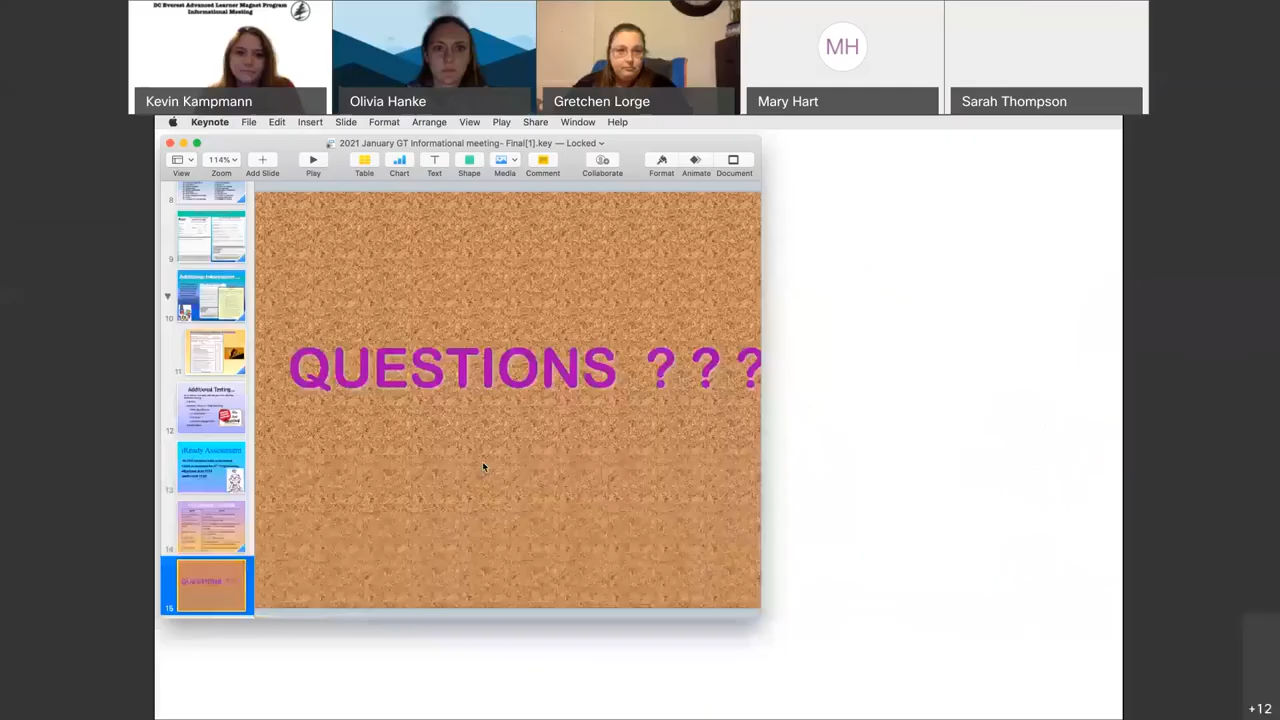 DC Everest Advanced Learner Magnet Program
Informational Meeting
Kevin Kampmann
Olivia Hanke
Gretchen Lorge
MH
Mary Hart
Sarah Thompson
Keynote File Edit Insert Slide Format Arrange View Play Share Window Help
2021 January GT Informational meeting- Final[1].key — Locked
114%
View Zoom Add Slide Play Table Chart Text Shape Media Comment Collaborate Format Animate Document
8
9
10
11
Additional Testing...
12
iReady Assessment
13
14
QUESTIONS ???
15
QUESTIONS ? ? ?
+12